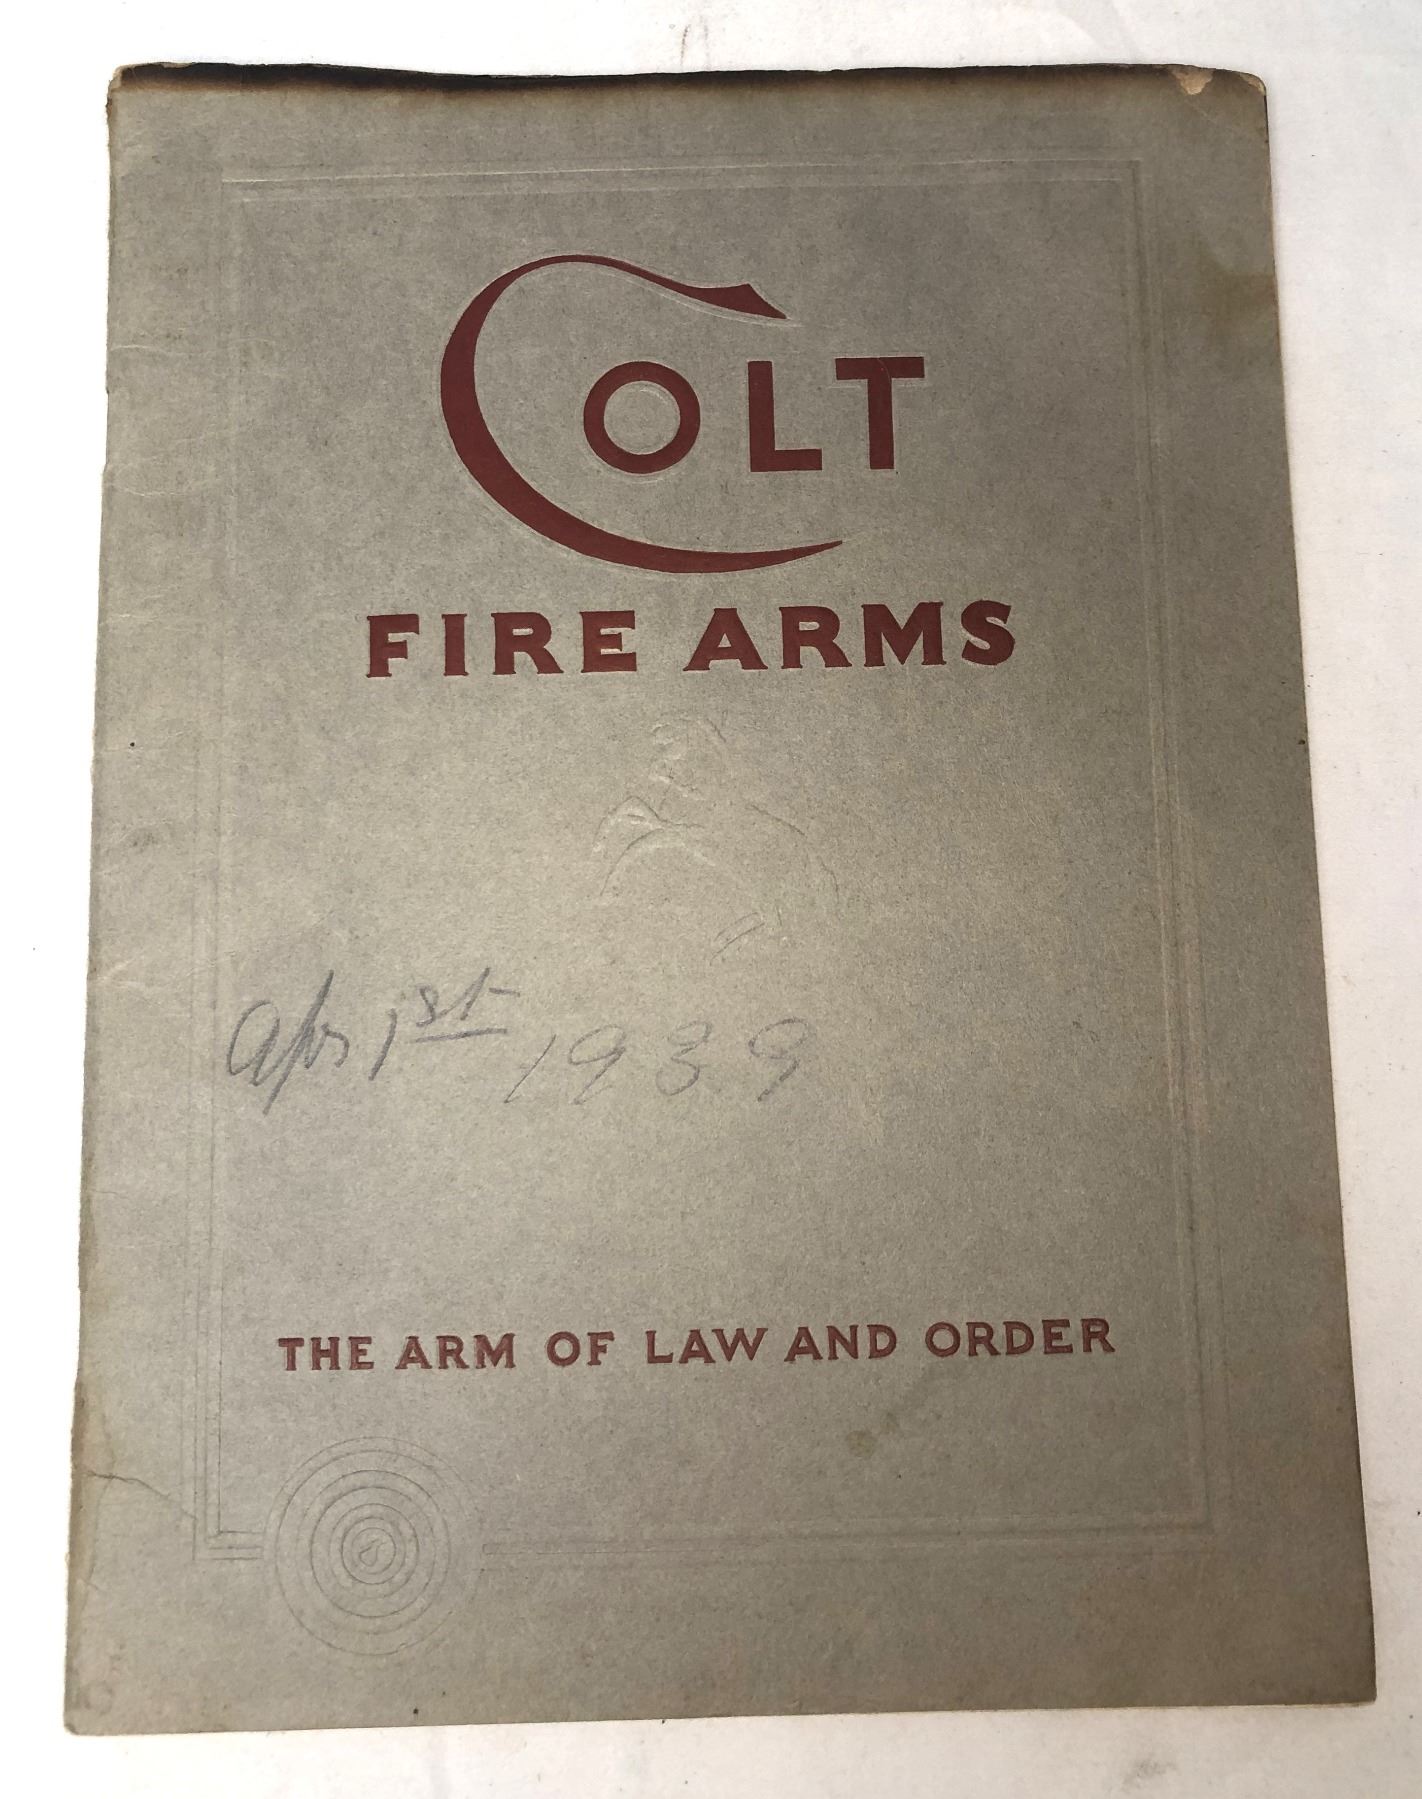 COLT
FIRE ARMS
Apr 1st 1939
THE ARM OF LAW AND ORDER